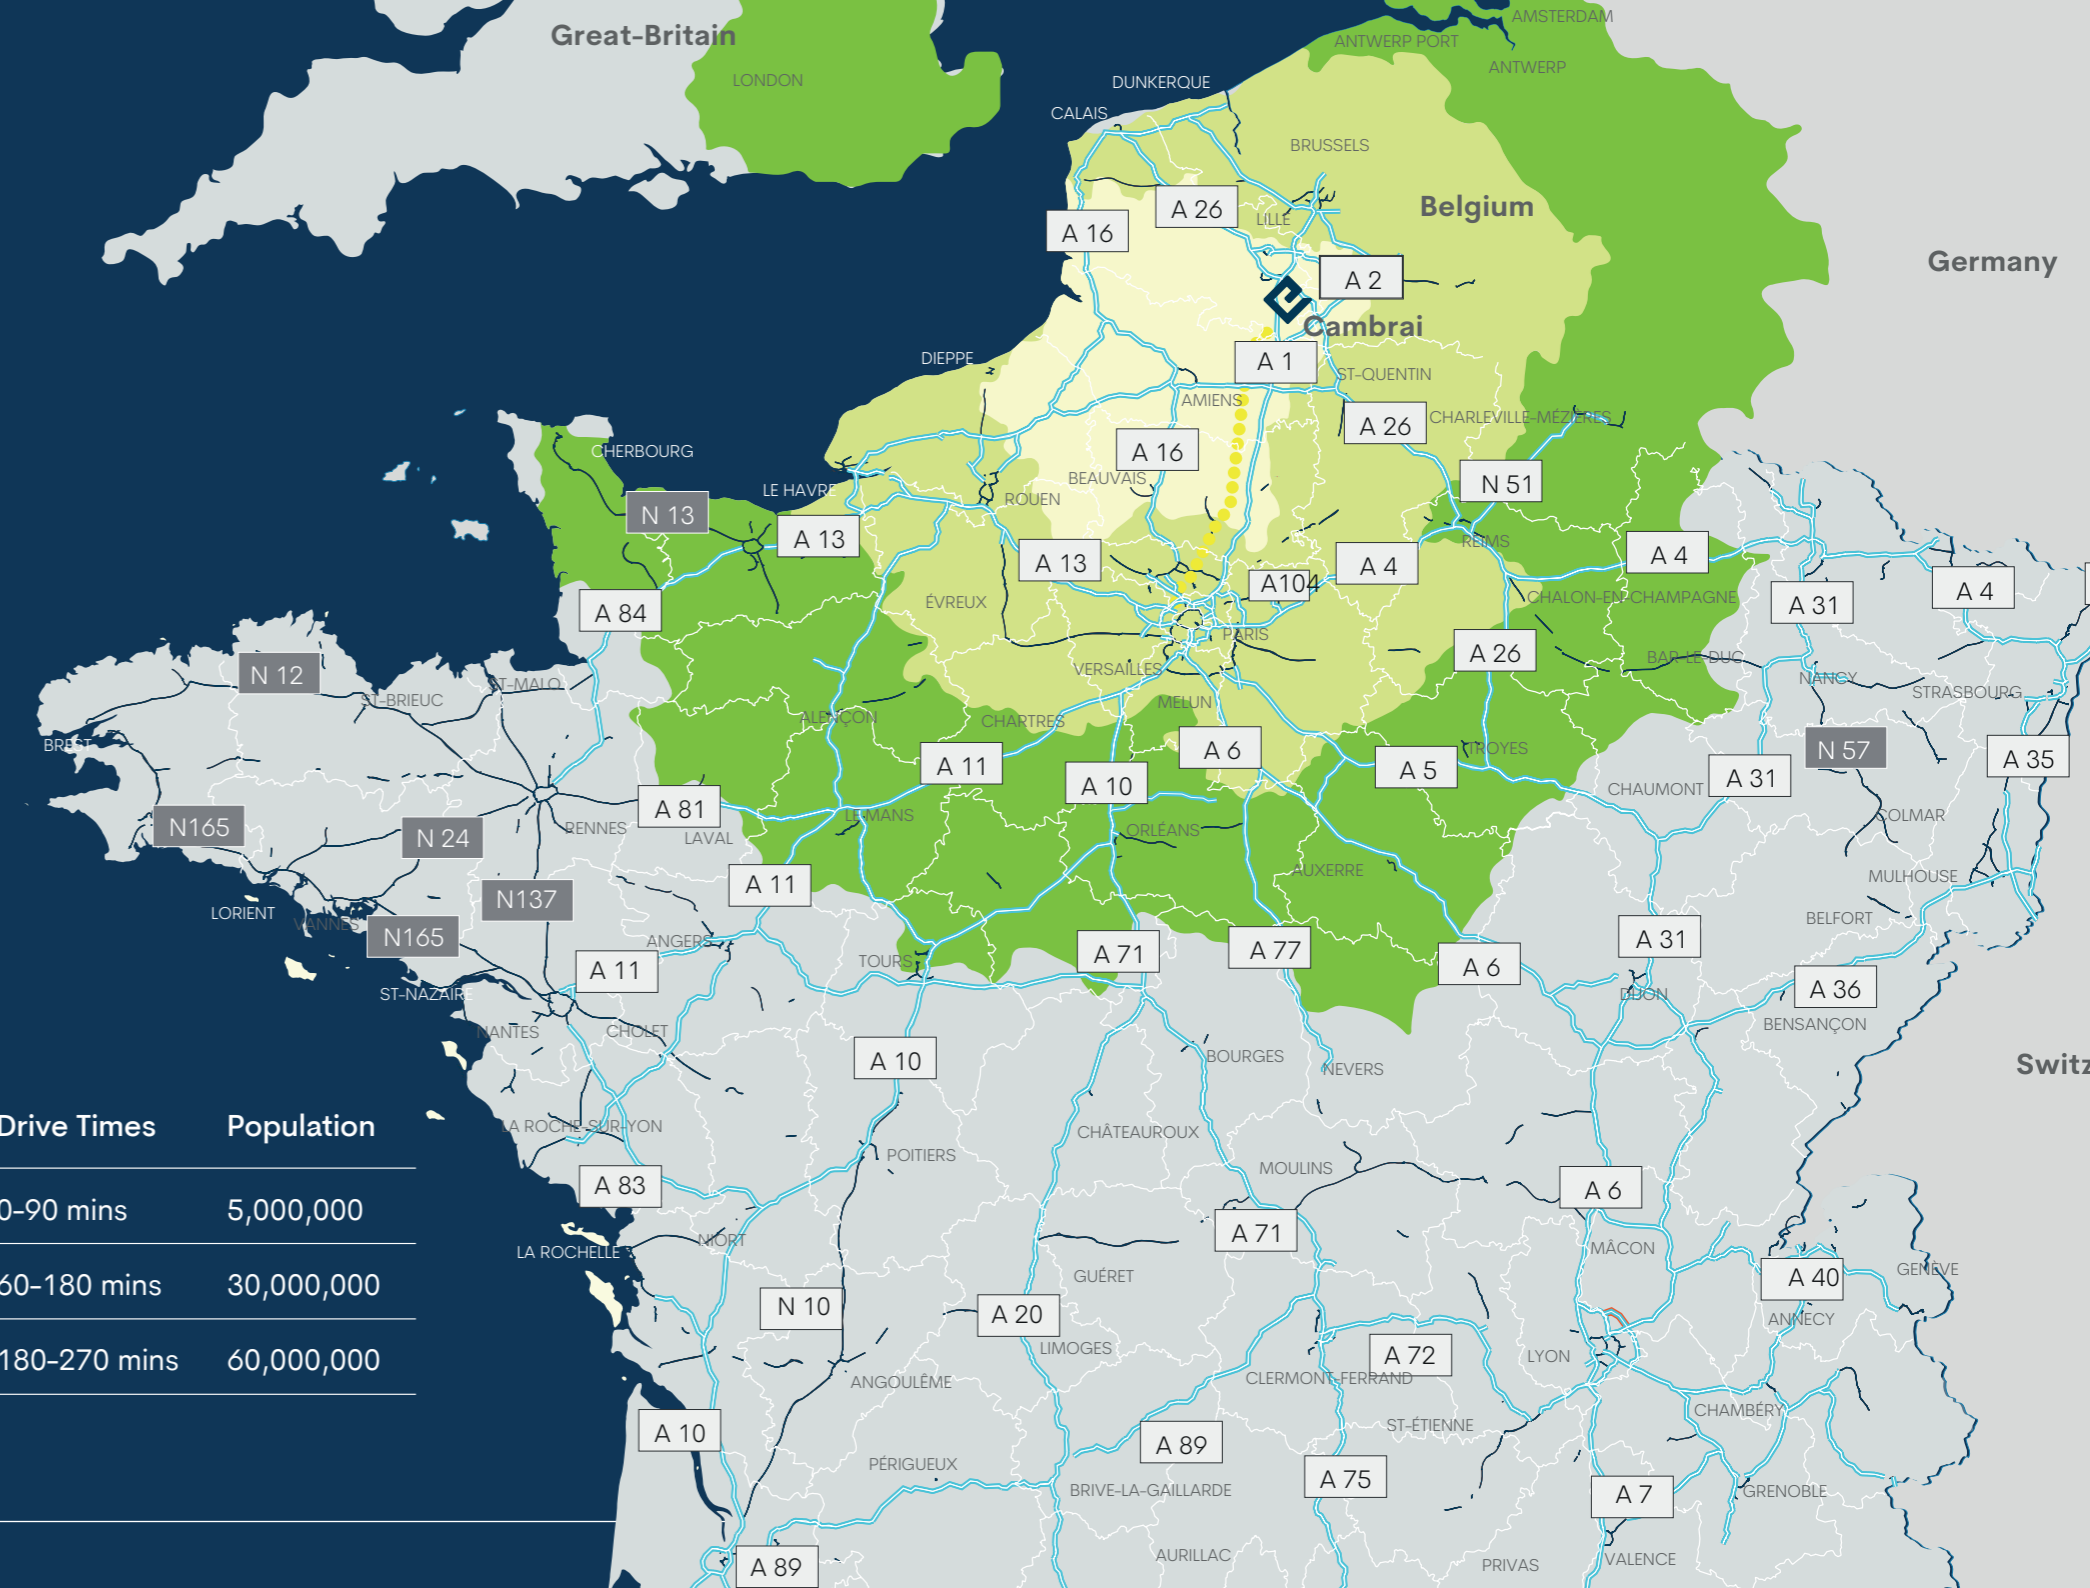 Great-Britain
LONDON
AMSTERDAM
ANTWERP PORT
ANTWERP
DUNKERQUE
CALAIS
BRUSSELS
Belgium
A 26
LILLE
A 16
Germany
A 2
Cambrai
DIEPPE
A 1
ST-QUENTIN
AMIENS
CHARLEVILLE-MÉZIÈRES
A 26
CHERBOURG
A 16
BEAUVAIS
N 51
LE HAVRE
ROUEN
N 13
A 13
REIMS
A 4
A 13
A 4
A104
A 4
CHALON-EN-CHAMPAGNE
A 31
ÉVREUX
A 84
PARIS
A 26
BAR-LE-DUC
VERSAILLES
N 12
NANCY
ST-MALO
STRASBOURG
ST-BRIEUC
MELUN
ALENÇON
CHARTRES
BREST
A 6
TROYES
N 57
A 35
A 11
A 5
A 31
A 10
CHAUMONT
A 81
LE-MANS
COLMAR
N165
RENNES
ORLÉANS
N 24
LAVAL
AUXERRE
MULHOUSE
A 11
N137
LORIENT
VANNES
BELFORT
N165
ANGERS
A 31
A 71
A 77
TOURS
A 6
A 11
ST-NAZAIRE
DIJON
A 36
NANTES
CHOLET
BENSANÇON
A 10
BOURGES
NEVERS
Switz
Drive Times Population
LA ROCHE-SUR-YON
CHÂTEAUROUX
POITIERS
MOULINS
A 83
A 6
0-90 mins 5,000,000
A 71
NIORT
LA ROCHELLE
MÂCON
GENÈVE
60-180 mins 30,000,000
GUÉRET
A 40
N 10
A 20
ANNECY
LIMOGES
180-270 mins 60,000,000
A 72
LYON
ANGOULÊME
CLERMONT-FERRAND
CHAMBÉRY
ST-ÉTIENNE
A 10
A 89
PÉRIGUEUX
A 75
BRIVE-LA-GAILLARDE
A 7
GRENOBLE
AURILLAC
PRIVAS
VALENCE
A 89